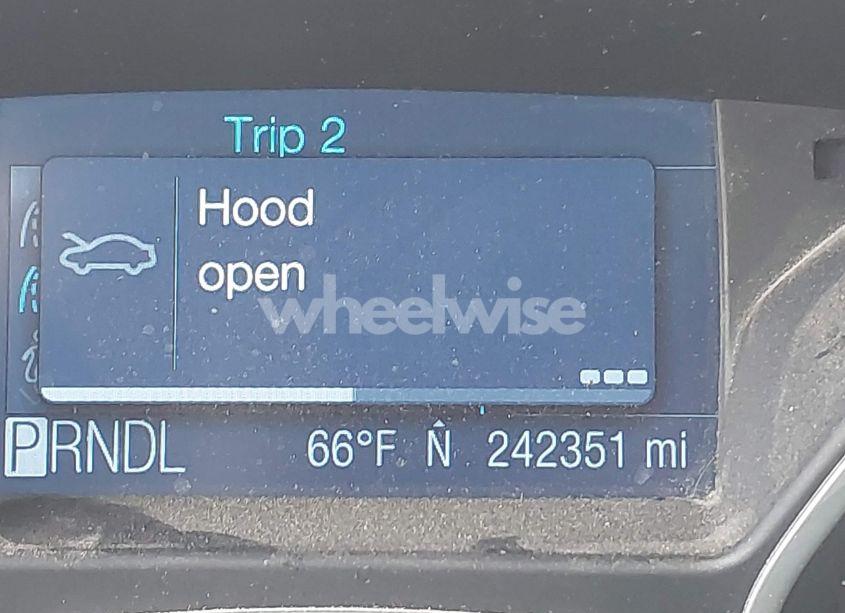 Trip 2
Hood
open
wheelwise
PRNDL 66°F N 242351 mi